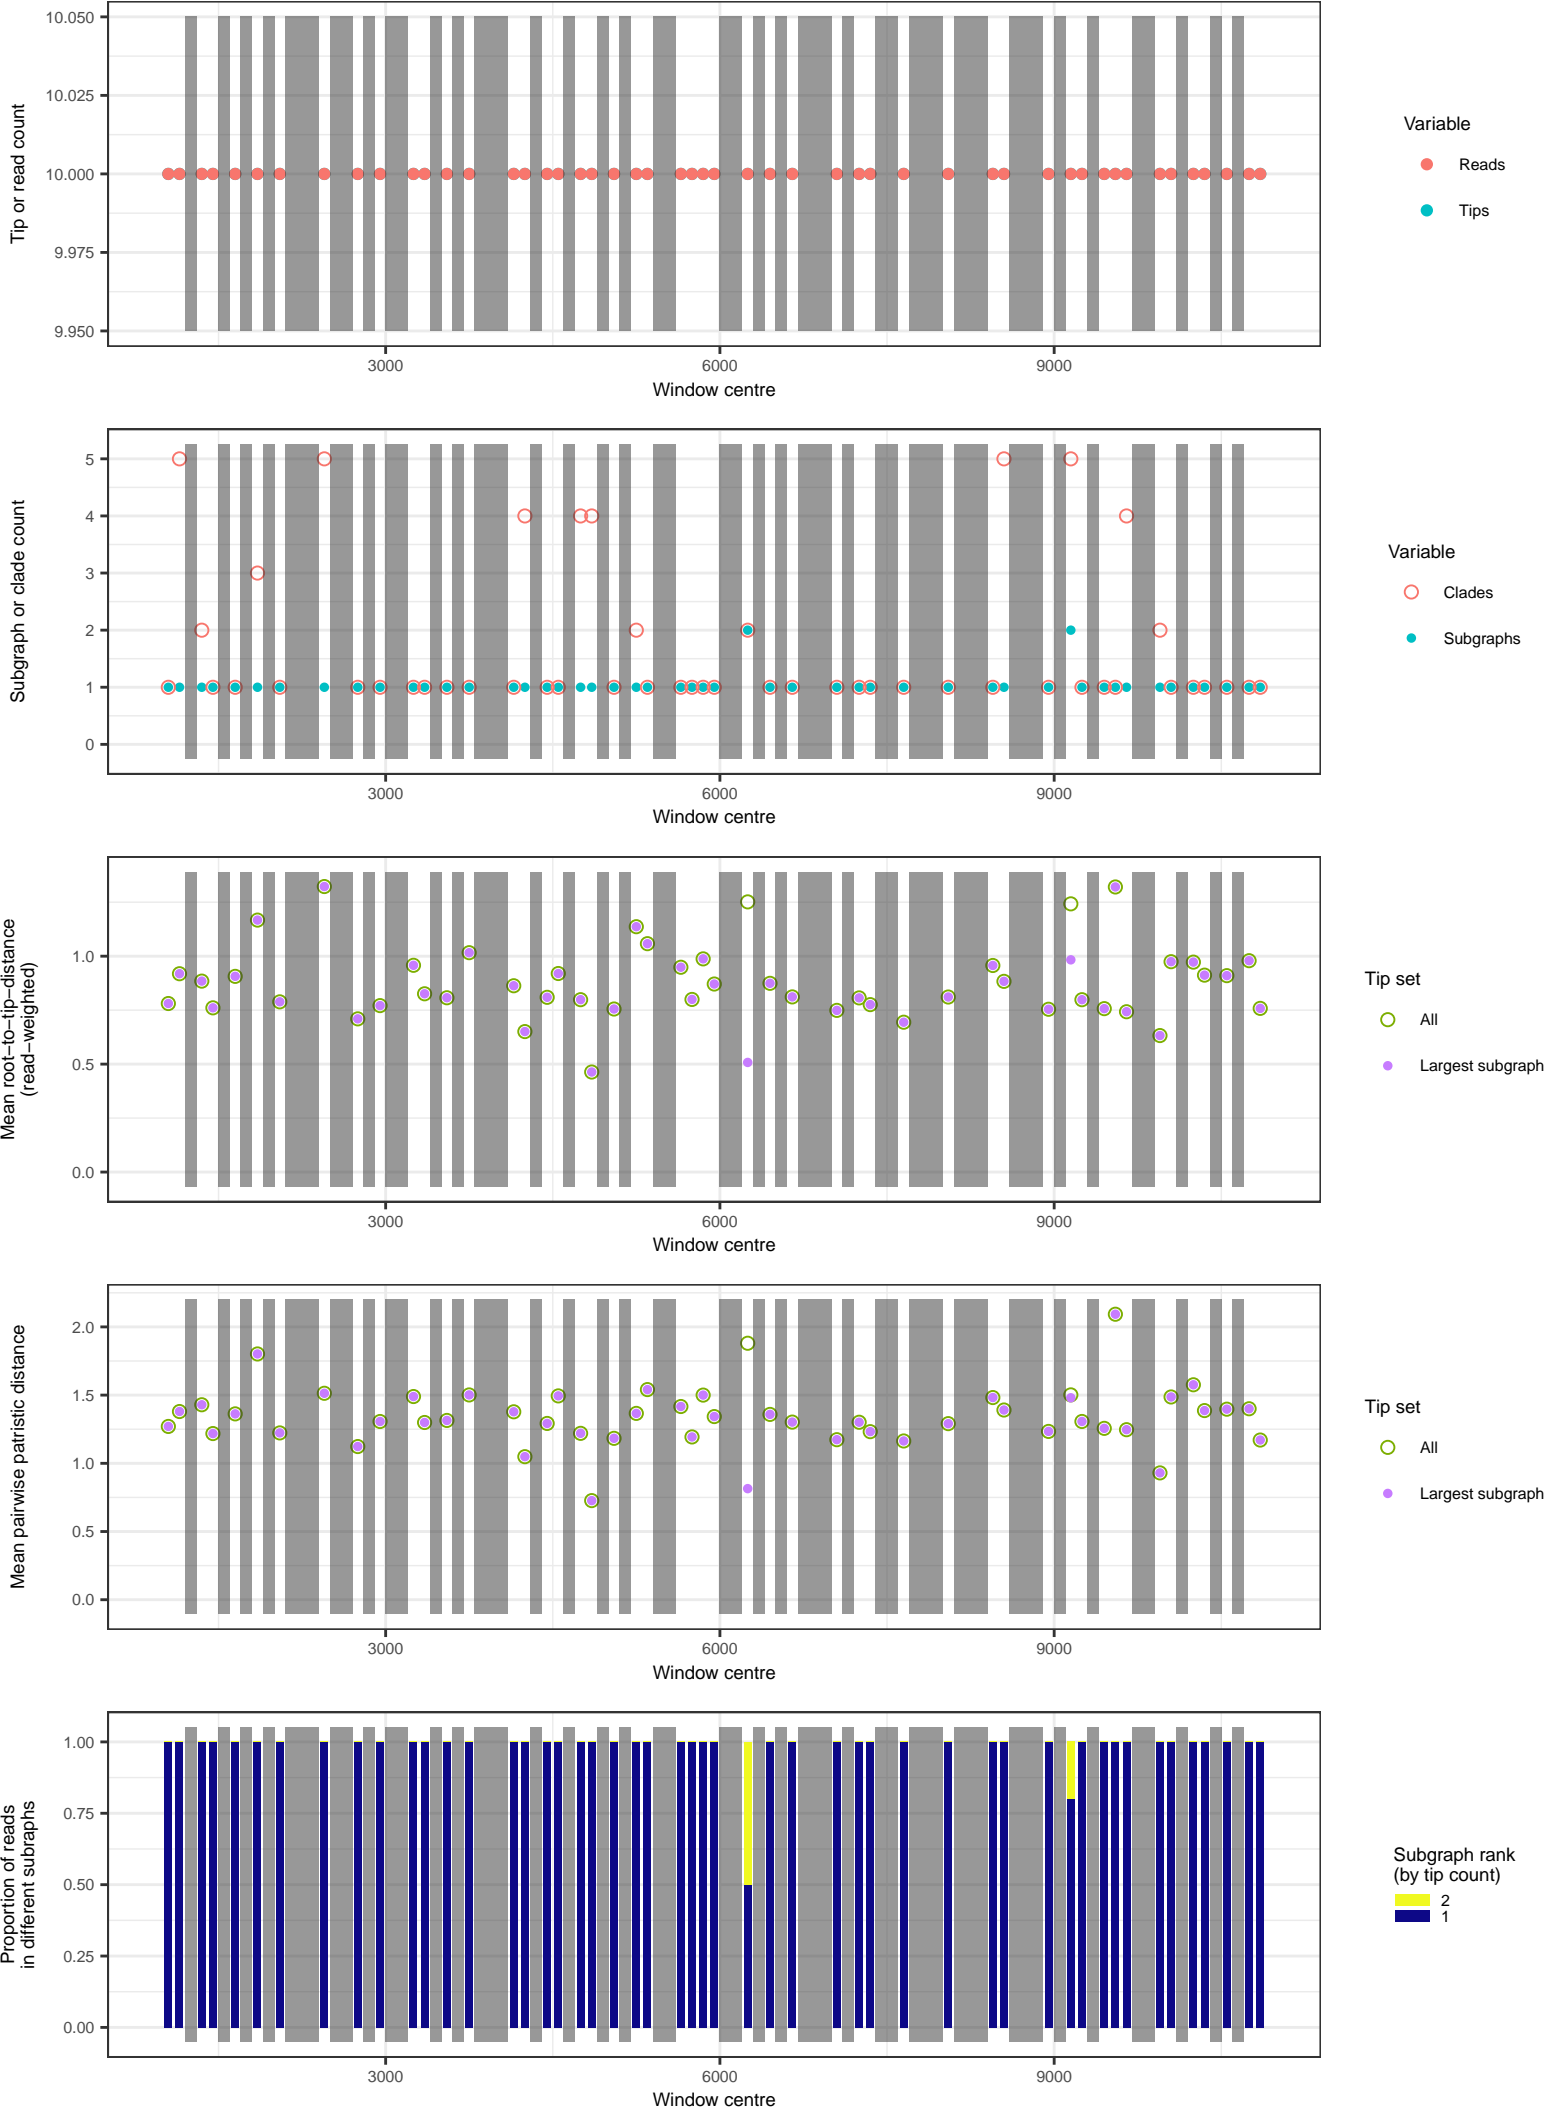 10.050
10.025
10.000
9.975
9.950
Tip or read count
3000 6000 9000
Window centre
Variable
Reads
Tips
5
4
3
2
1
0
Subgraph or clade count
3000 6000 9000
Window centre
Variable
Clades
Subgraphs
1.0
0.5
0.0
Mean root−to−tip−distance
(read−weighted)
3000 6000 9000
Window centre
Tip set
All
Largest subgraph
2.0
1.5
1.0
0.5
0.0
Mean pairwise patristic distance
3000 6000 9000
Window centre
Tip set
All
Largest subgraph
1.00
0.75
0.50
0.25
0.00
Proportion of reads
in different subraphs
3000 6000 9000
Window centre
Subgraph rank
(by tip count)
2
1